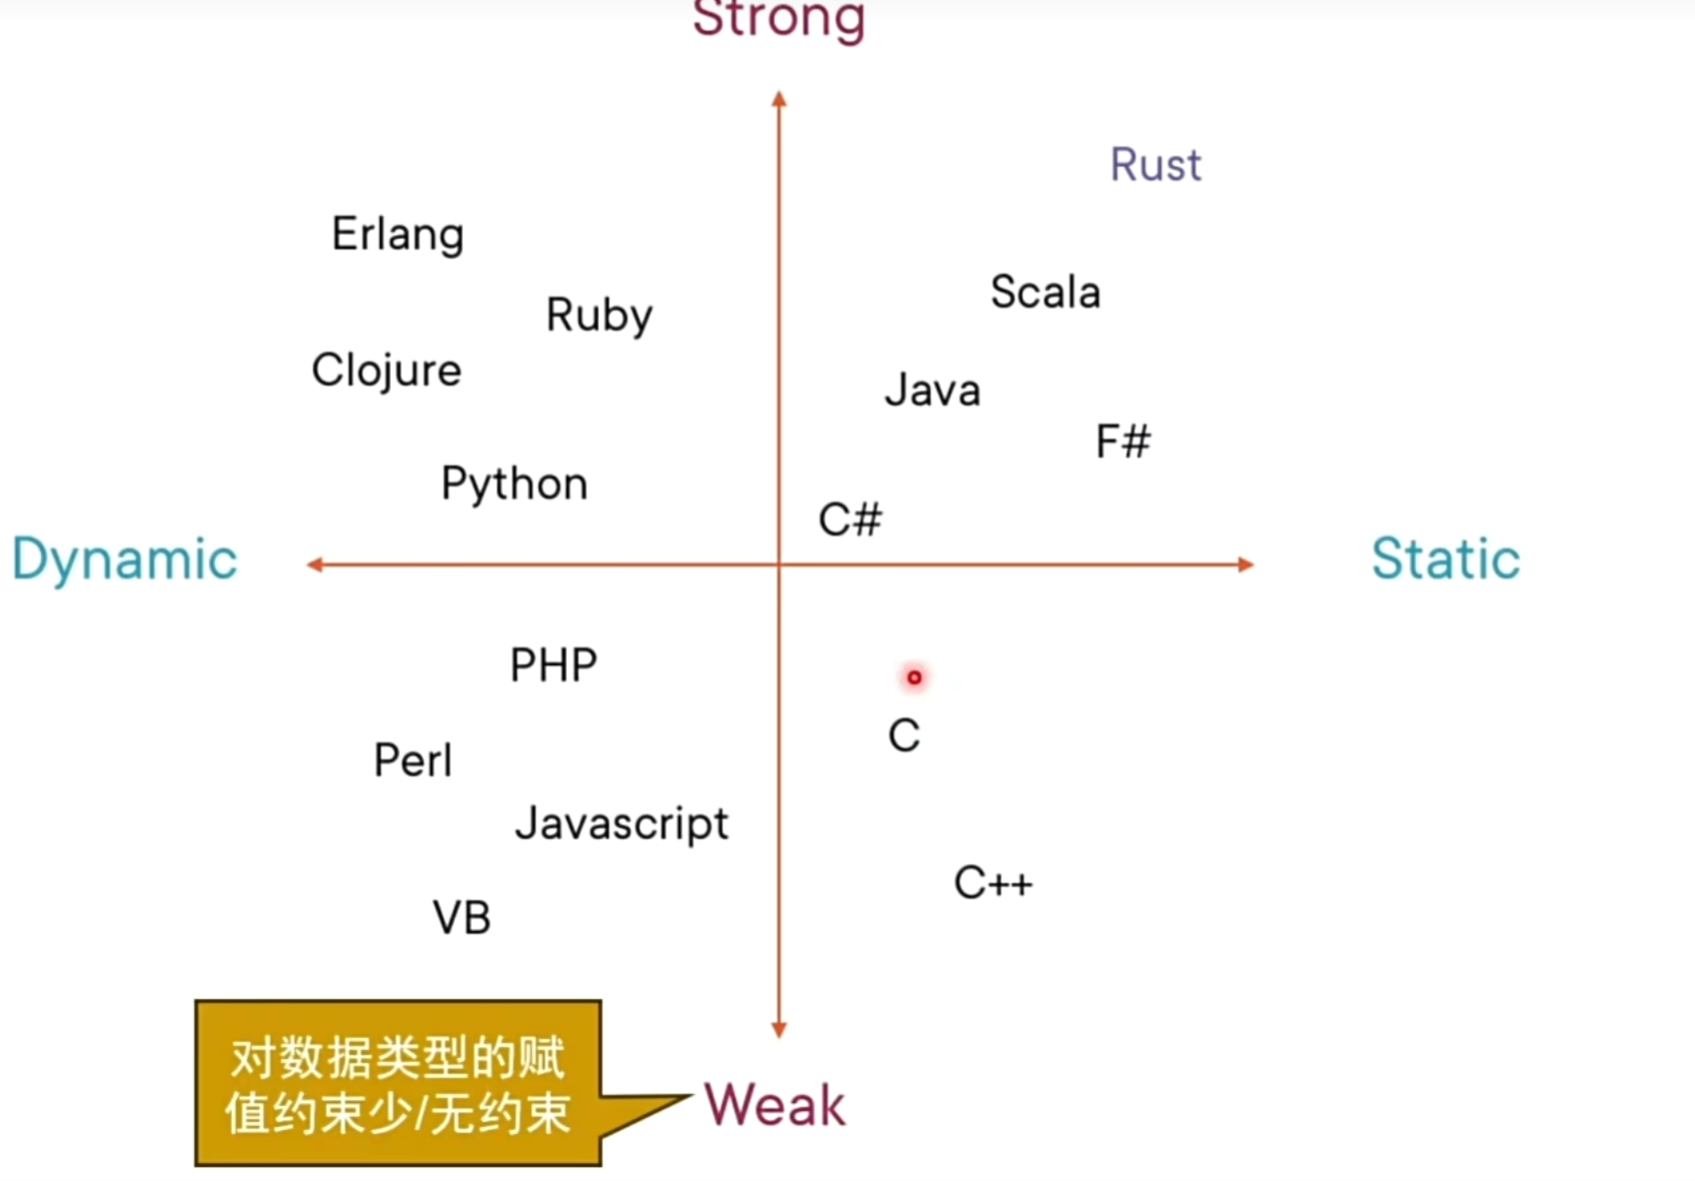 Strong
Rust
Erlang
Scala
Ruby
Clojure
Java
F#
Python
C#
Dynamic
Static
PHP
C
Perl
Javascript
C++
VB
对数据类型的赋
值约束少/无约束
Weak